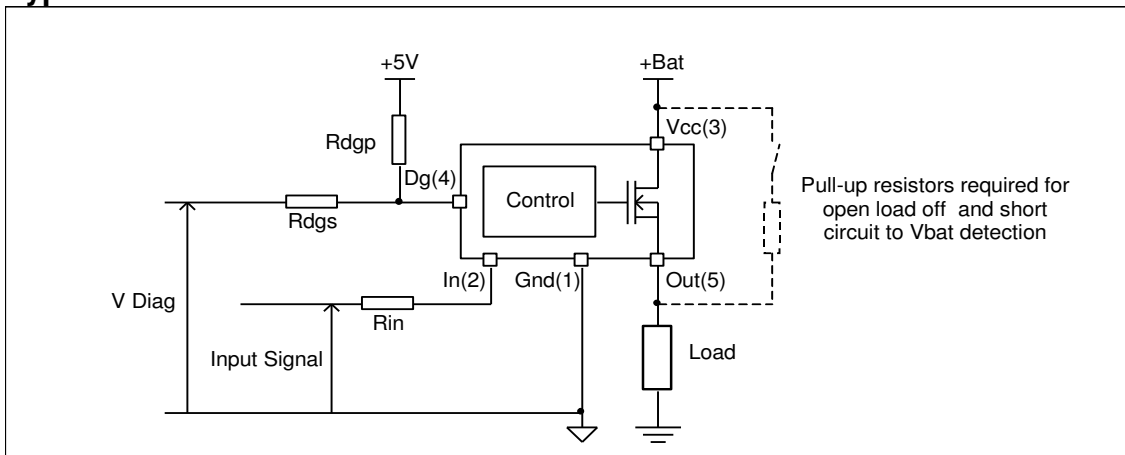 +5V
+Bat
Rdgp
Vcc(3)
Dg(4)
Control
Rdgs
Pull-up resistors required for
open load off and short
circuit to Vbat detection
In(2)
Gnd(1)
Out(5)
V Diag
Rin
Input Signal
Load